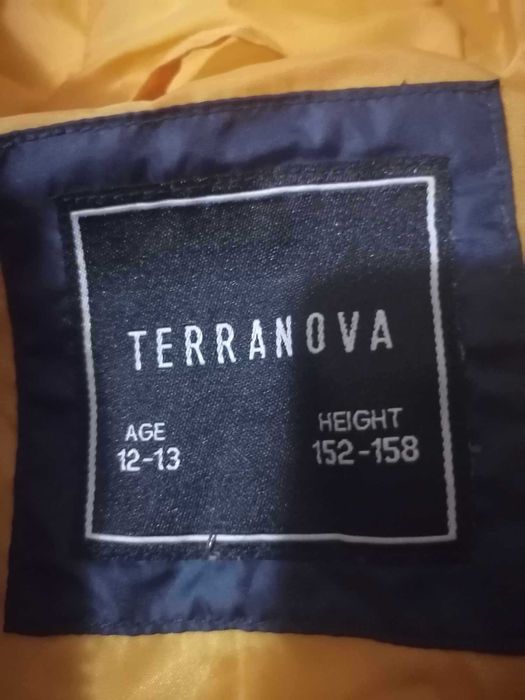 TERRANOVA
AGE
12-13
HEIGHT
152-158